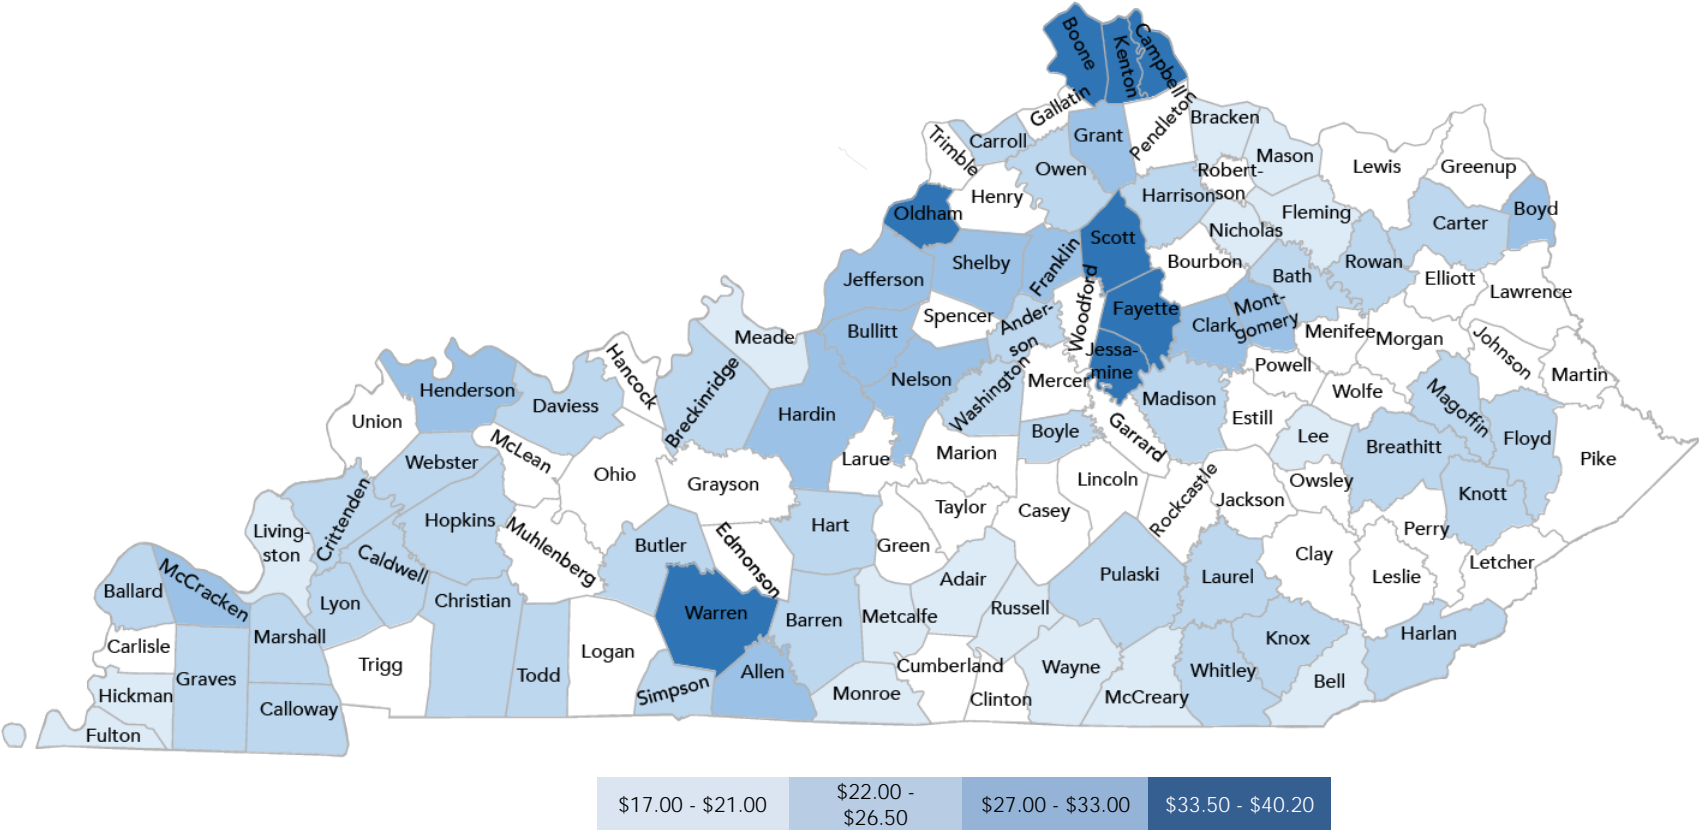 Boone
Kenton
Campbell
Gallatin
Pendleton
Bracken
Trimble
Carroll
Grant
Owen
Mason
Robert-
son
Lewis
Greenup
Henry
Harrison
Fleming
Nicholas
Carter
Boyd
Oldham
Scott
Shelby
Franklin
Bourbon
Bath
Rowan
Elliott
Lawrence
Jefferson
Woodford
Fayette
Clark
Mont-
gomery
Menifee
Morgan
Johnson
Martin
Bullitt
Spencer
Ander-
son
Jessa-
mine
Powell
Wolfe
Magoffin
Meade
Hancock
Breckinridge
Nelson
Washington
Mercer
Madison
Estill
Lee
Breathitt
Floyd
Pike
Henderson
Union
Daviess
Hardin
Boyle
Garrard
McLean
Webster
Ohio
Grayson
Larue
Marion
Lincoln
Rockcastle
Jackson
Owsley
Knott
Perry
Letcher
Crittenden
Living-
ston
Hopkins
Muhlenberg
Butler
Edmonson
Hart
Green
Taylor
Casey
Pulaski
Laurel
Clay
Leslie
Harlan
Ballard
McCracken
Caldwell
Lyon
Christian
Warren
Barren
Metcalfe
Adair
Russell
Knox
Carlisle
Marshall
Graves
Trigg
Todd
Logan
Simpson
Allen
Monroe
Cumberland
Clinton
Wayne
McCreary
Whitley
Bell
Hickman
Fulton
Calloway
$17.00 - $21.00
$22.00 -
$26.50
$27.00 - $33.00
$33.50 - $40.20